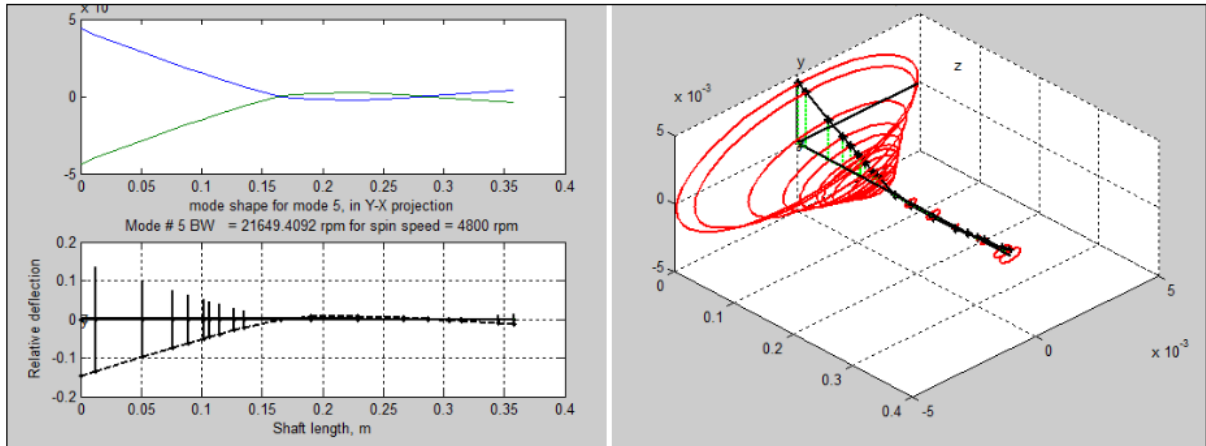 5
x 10
0
-5
0 0.05 0.1 0.15 0.2 0.25 0.3 0.35 0.4
mode shape for mode 5, in Y-X projection
Mode # 5 BW = 21649.4092 rpm for spin speed = 4800 rpm
0.2
0.1
0
-0.1
-0.2
Relative deflection
0 0.05 0.1 0.15 0.2 0.25 0.3 0.35 0.4
Shaft length, m
y
z
x 10⁻³
5
0
-5
0
0.1
0.2
0.3
0.4
-5
0
5
x 10⁻³